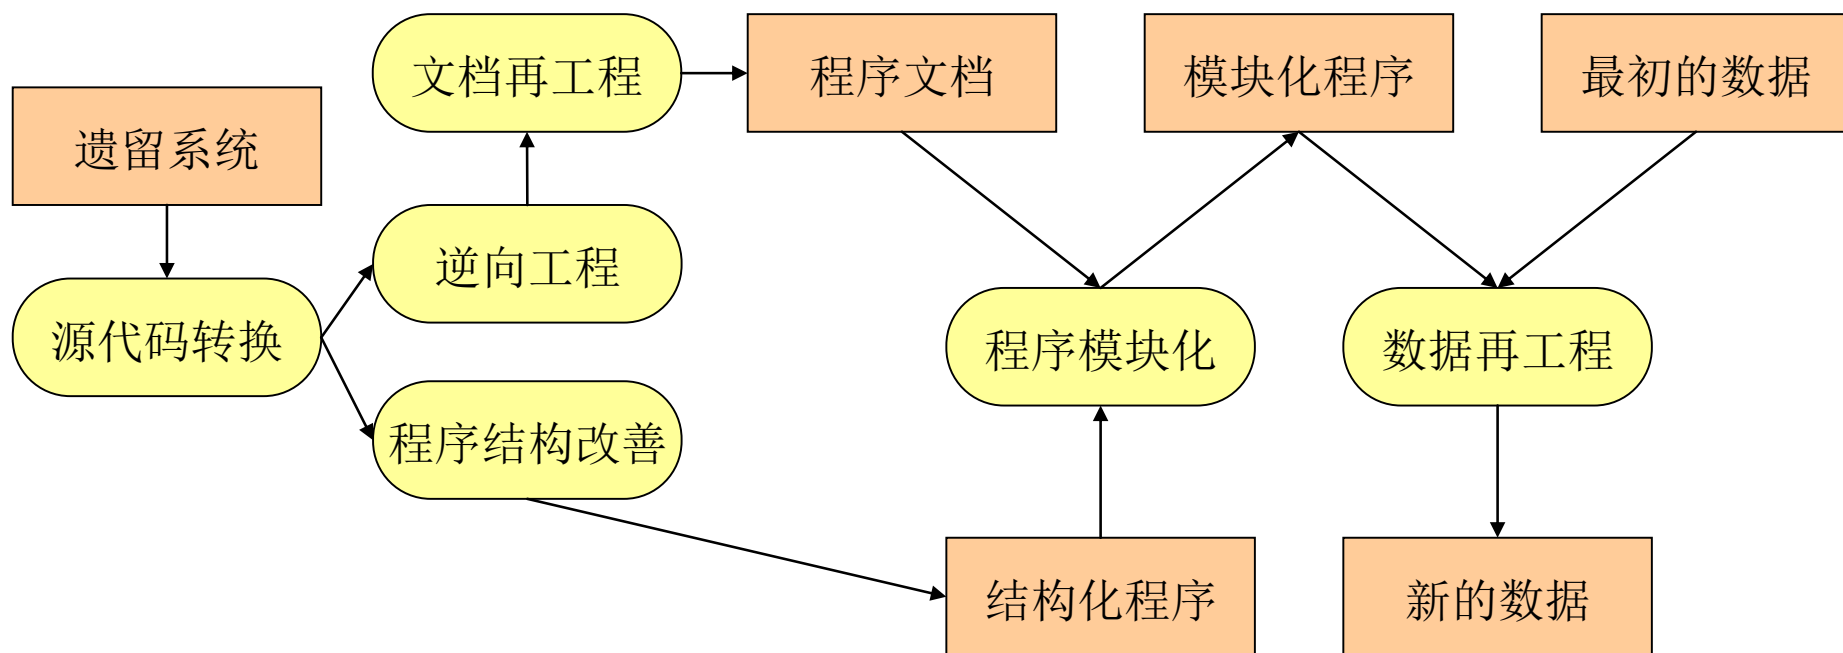 文档再工程
程序文档
模块化程序
最初的数据
遗留系统
逆向工程
源代码转换
程序模块化
数据再工程
程序结构改善
结构化程序
新的数据